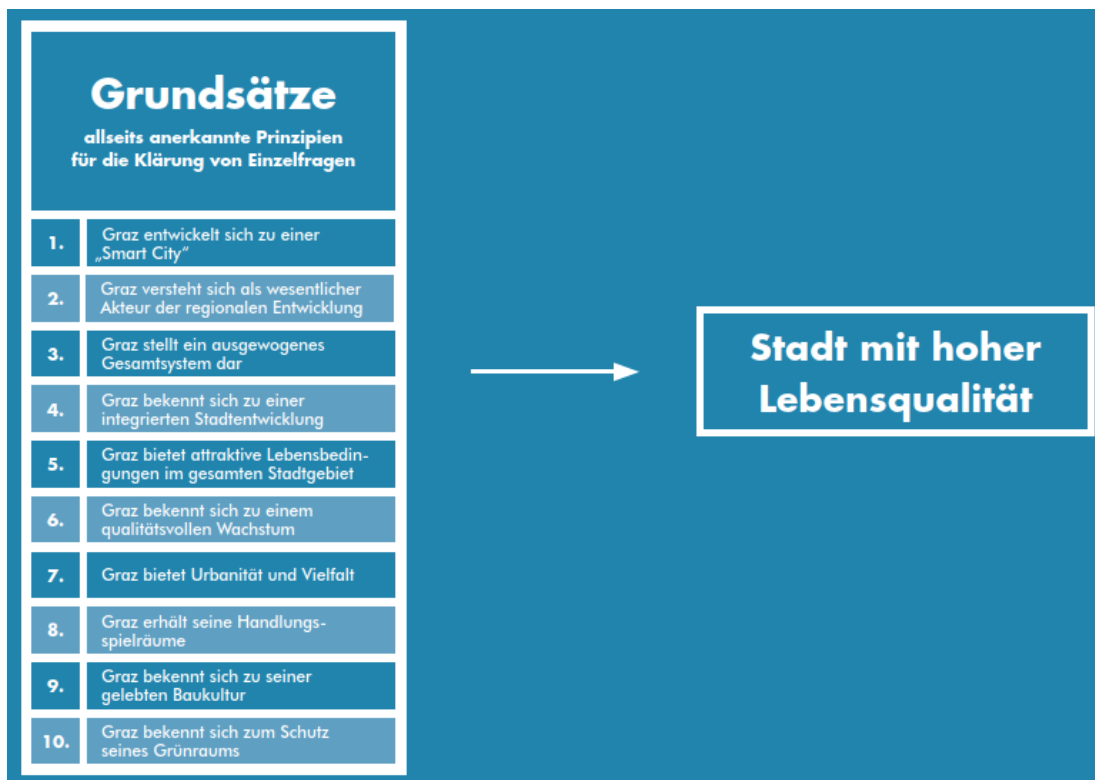 Grundsätze
allseits anerkannte Prinzipien
für die Klärung von Einzelfragen
1. Graz entwickelt sich zu einer
„Smart City“
2. Graz versteht sich als wesentlicher
Akteur der regionalen Entwicklung
3. Graz stellt ein ausgewogenes
Gesamtsystem dar
4. Graz bekennt sich zu einer
integrierten Stadtentwicklung
5. Graz bietet attraktive Lebensbedin-
gungen im gesamten Stadtgebiet
6. Graz bekennt sich zu einem
qualitätsvollen Wachstum
7. Graz bietet Urbanität und Vielfalt
8. Graz erhält seine Handlungs-
spielräume
9. Graz bekennt sich zu seiner
gelebten Baukultur
10. Graz bekennt sich zum Schutz
seines Grünraums
Stadt mit hoher
Lebensqualität